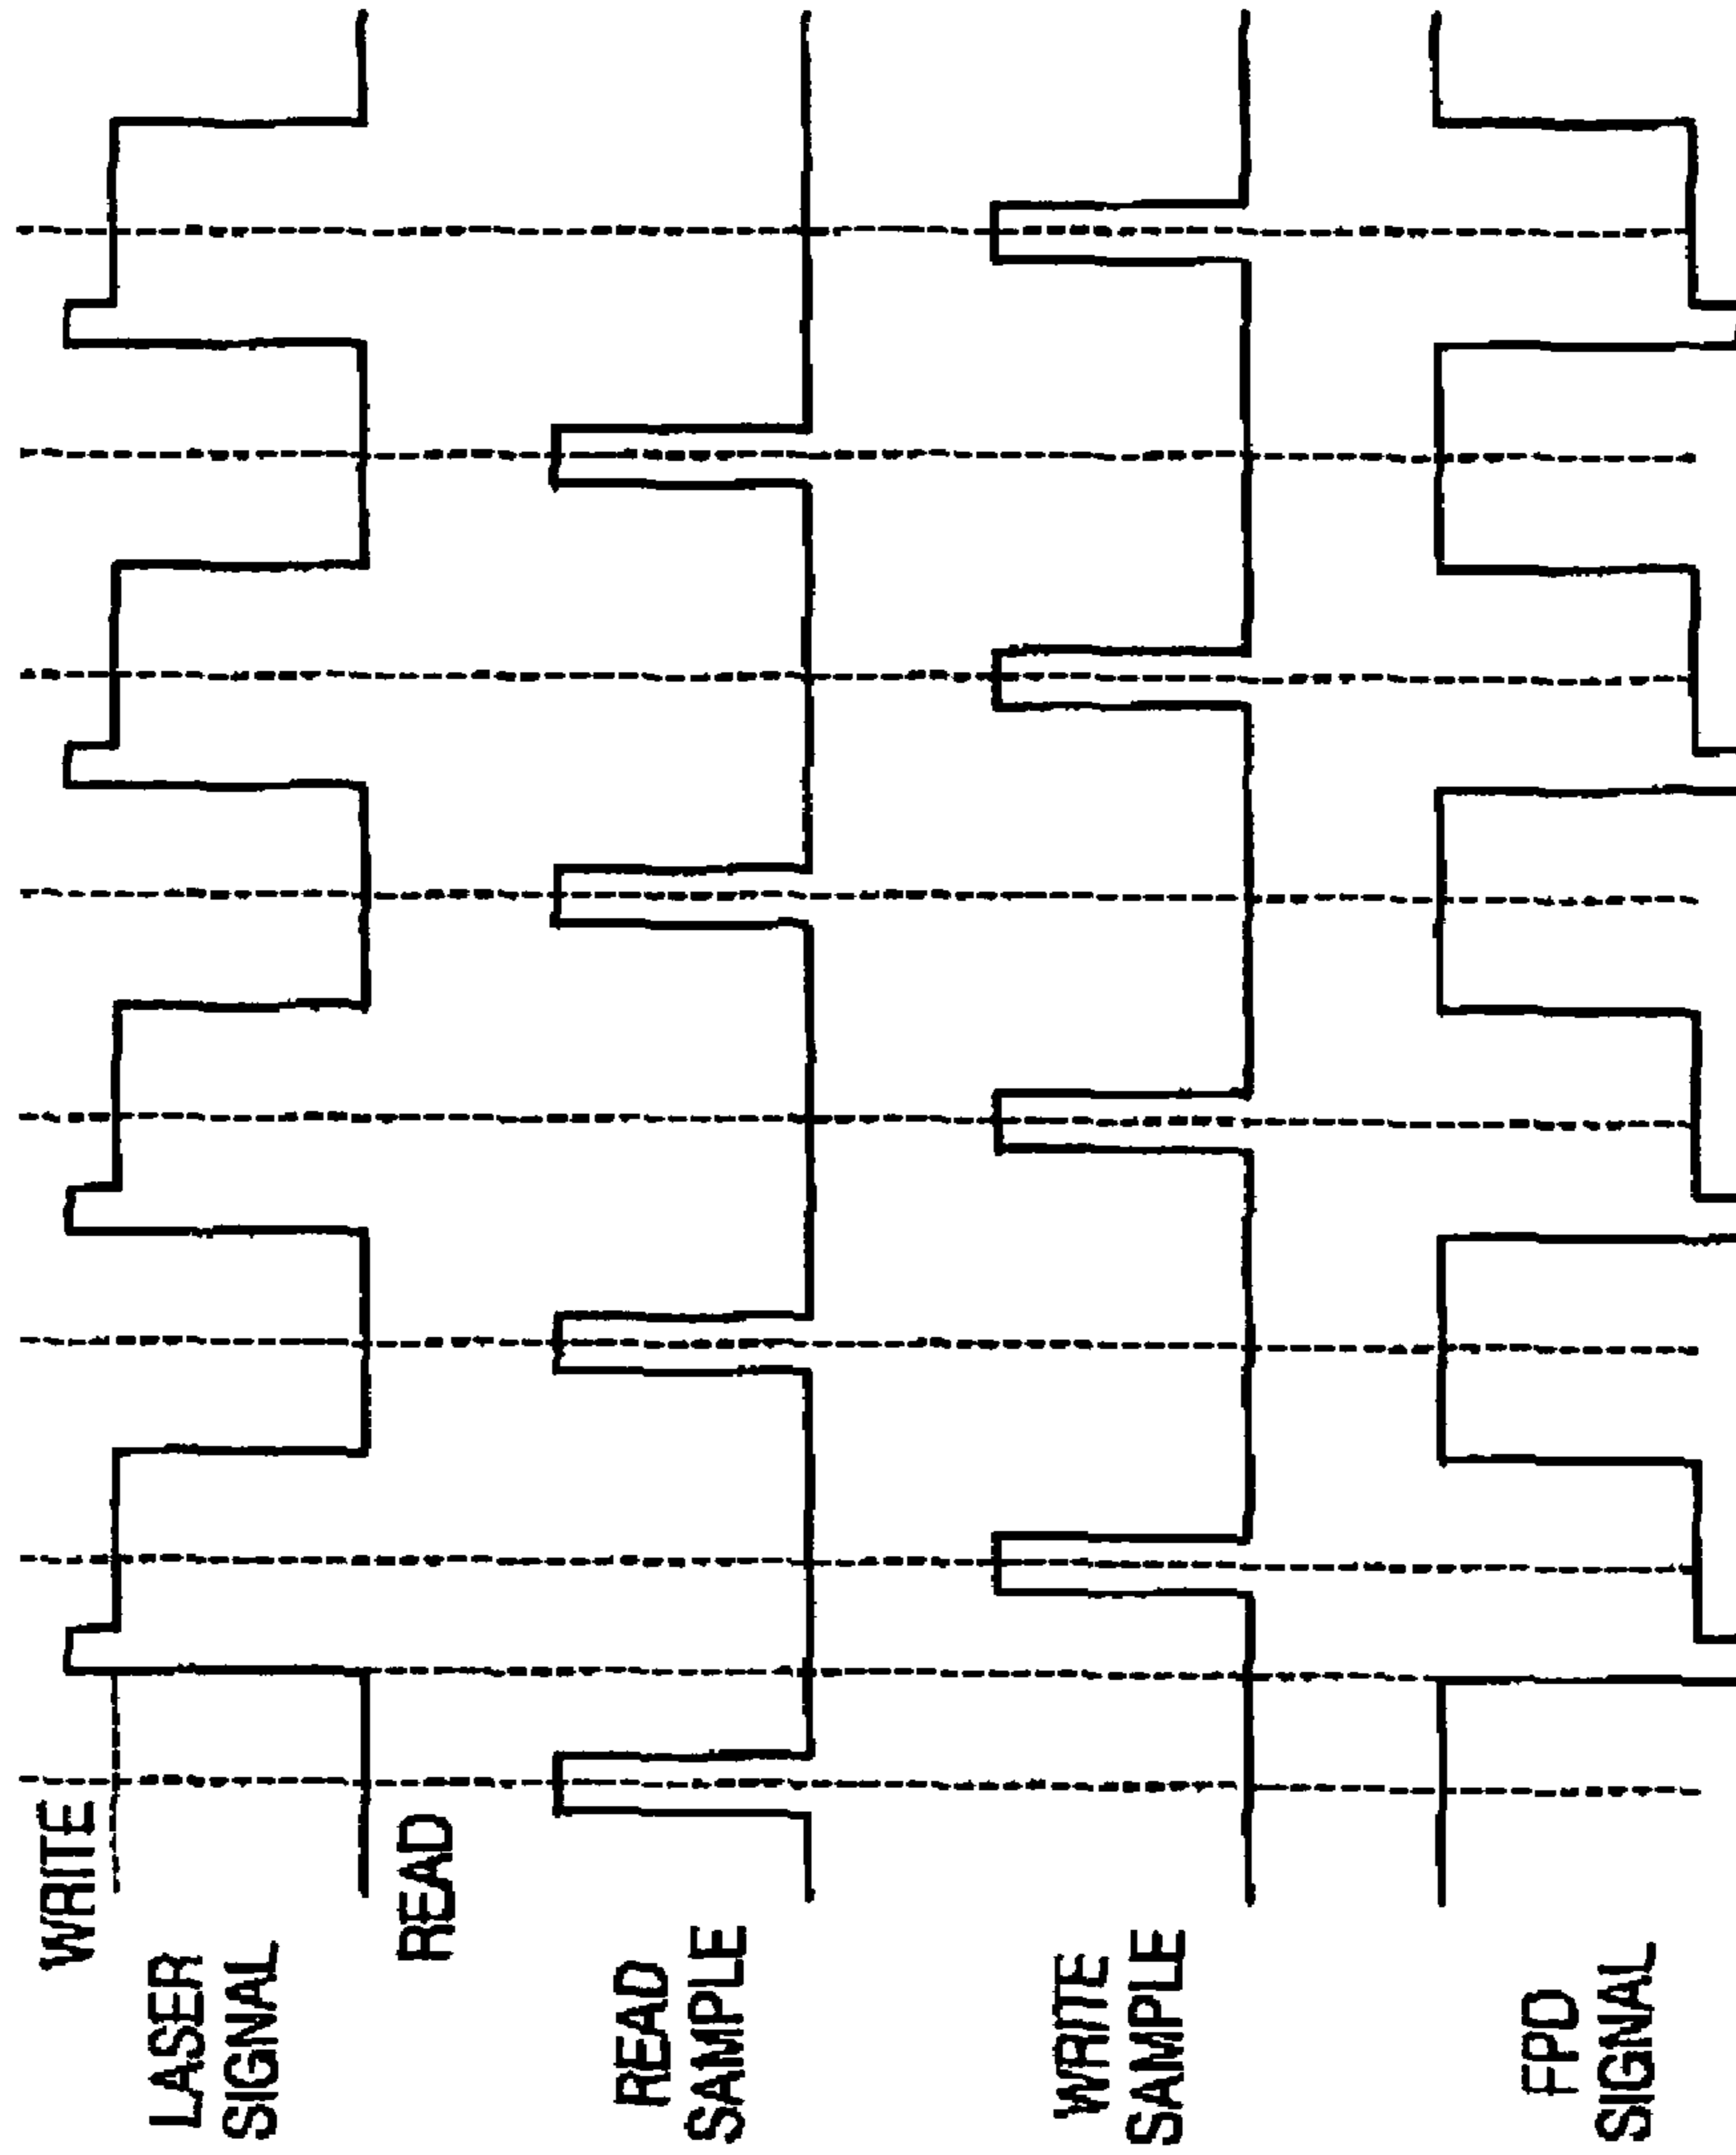 WRITE
LASER
SIGNAL
READ
READ
SAMPLE
WRITE
SAMPLE
FPD
SIGNAL